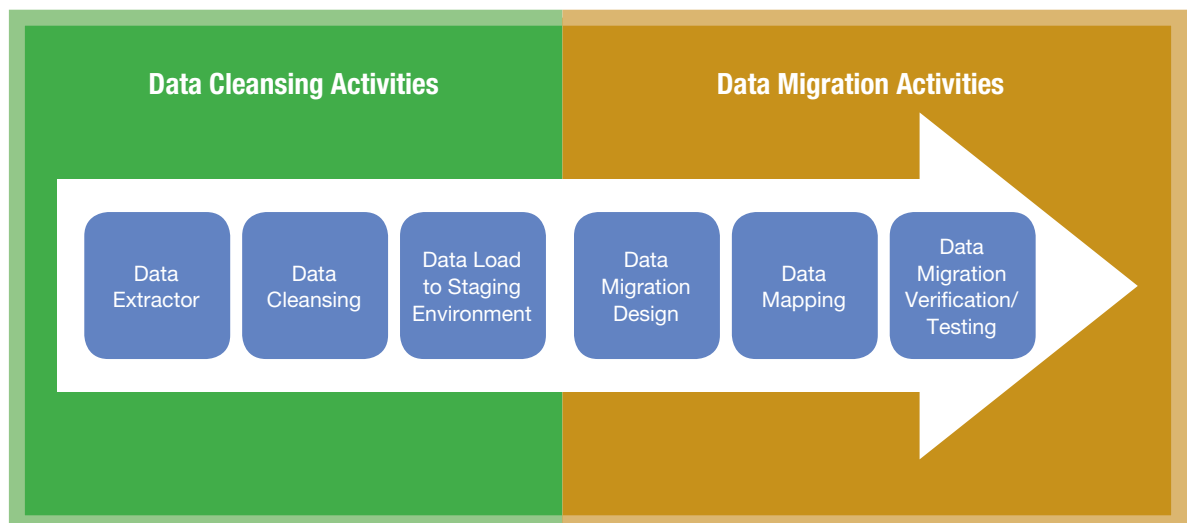 Data Cleansing Activities
Data Migration Activities
Data
Extractor
Data
Cleansing
Data Load
to Staging
Environment
Data
Migration
Design
Data
Mapping
Data
Migration
Verification/
Testing